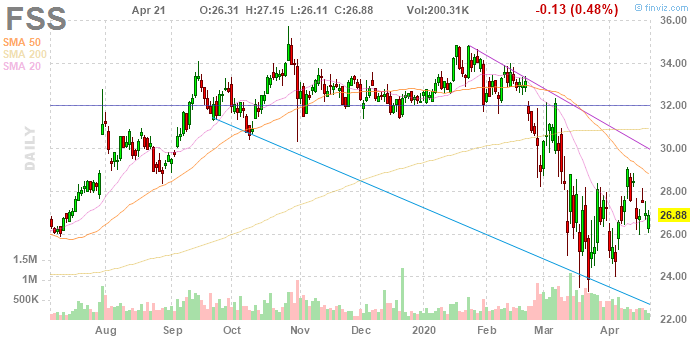 FSS
Apr 21 O:26.31 H:27.15 L:26.11 C:26.88 Vol:200.31K -0.13 (0.48%)
© finviz.com
SMA 50
SMA 200
SMA 20
DAILY
36.00
34.00
32.00
30.00
28.00
26.88
26.00
24.00
22.00
1.5M
1M
500K
Aug Sep Oct Nov Dec 2020 Feb Mar Apr